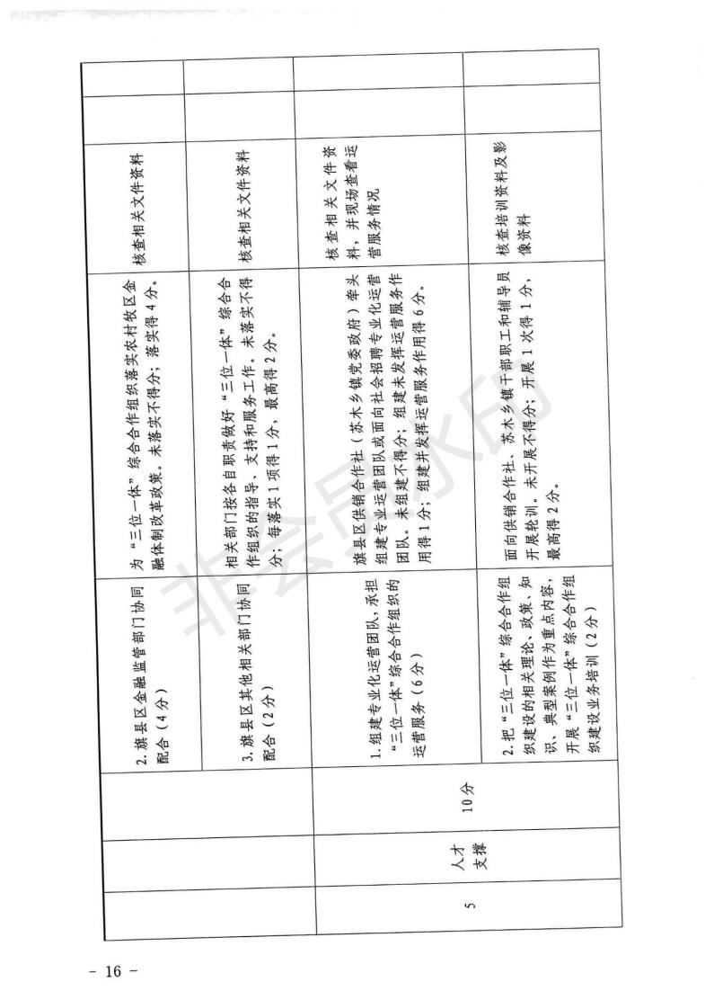 2. 旗县区金融监管部门协同
配合（4分）
为“三位一体”综合合作组织落实农村牧区金
融体制改革政策。未落实不得分；落实得4分。
核查相关文件资料
3. 旗县区其他相关部门协同
配合（2分）
相关部门按各自职责做好“三位一体”综合合
作组织的指导、支持和服务工作。未落实不得
分；每落实1项得1分，最高得2分。
核查相关文件资料
5
人才
支撑
10分
1. 组建专业化运营团队，承担
“三位一体”综合合作组织的
运营服务（6分）
旗县区供销合作社（苏木乡镇党委政府）牵头
组建专业运营团队或面向社会招聘专业化运营
团队。未组建不得分；组建未发挥运营服务作
用得1分；组建并发挥运营服务作用得6分。
核查相关文件资
料，并现场查看运
营服务情况
2. 把“三位一体”综合合作组
织建设的相关理论、政策、知
识、典型案例作为重点内容，
开展“三位一体”综合合作组
织建设业务培训（2分）
面向供销合作社、苏木乡镇干部职工和辅导员
开展轮训。未开展不得分；开展1次得1分，
最高得2分。
核查培训资料及影
像资料
- 16 -
非会员水印